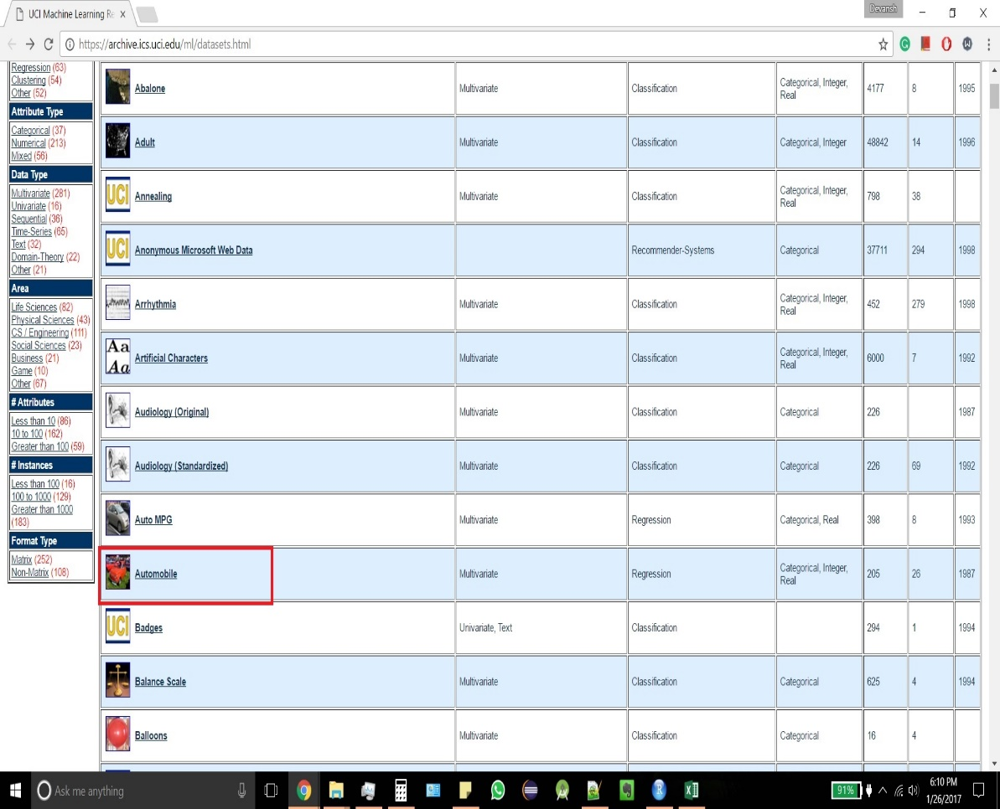 UCI Machine Learning Re
Devansh
https://archive.ics.uci.edu/ml/datasets.html
Regression (63)
Clustering (54)
Other (52)
Attribute Type
Categorical (37)
Numerical (213)
Mixed (56)
Data Type
Multivariate (281)
Univariate (16)
Sequential (36)
Time-Series (65)
Text (32)
Domain-Theory (22)
Other (21)
Area
Life Sciences (82)
Physical Sciences (43)
CS / Engineering (111)
Social Sciences (23)
Business (21)
Game (10)
Other (67)
# Attributes
Less than 10 (86)
10 to 100 (162)
Greater than 100 (59)
# Instances
Less than 100 (16)
100 to 1000 (129)
Greater than 1000
(183)
Format Type
Matrix (252)
Non-Matrix (108)
Abalone Multivariate Classification Categorical, Integer, 4177 8 1995
Real
Adult Multivariate Classification Categorical, Integer 48842 14 1996
UCI Annealing Multivariate Classification Categorical, Integer, 798 38
Real
UCI Anonymous Microsoft Web Data Recommender-Systems Categorical 37711 294 1998
Arrhythmia Multivariate Classification Categorical, Integer, 452 279 1998
Real
Aa
Aa
Artificial Characters Multivariate Classification Categorical, Integer, 6000 7 1992
Real
Audiology (Original) Multivariate Classification Categorical 226 1987
Audiology (Standardized) Multivariate Classification Categorical 226 69 1992
Auto MPG Multivariate Regression Categorical, Real 398 8 1993
Automobile Multivariate Regression Categorical, Integer, 205 26 1987
Real
UCI Badges Univariate, Text Classification 294 1 1994
Balance Scale Multivariate Classification Categorical 625 4 1994
Balloons Multivariate Classification Categorical 16 4
Ask me anything
91%
6:10 PM
1/26/2017